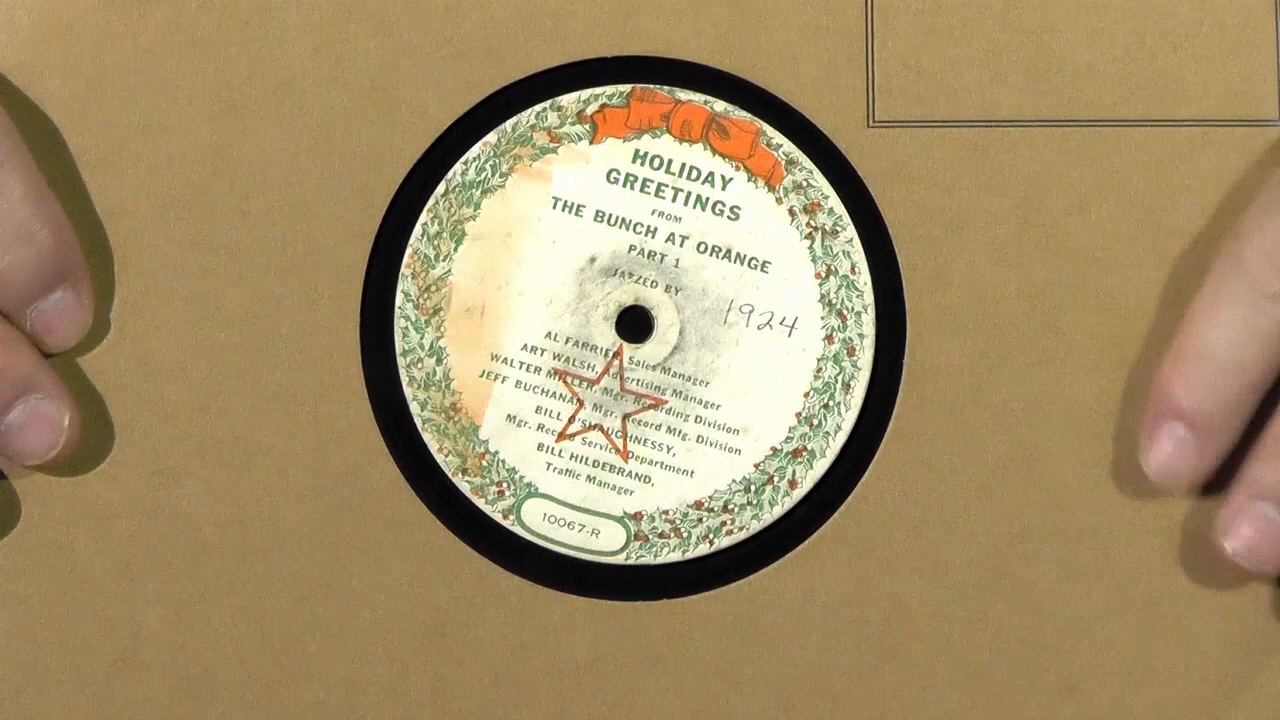 HOLIDAY
GREETINGS
FROM
THE BUNCH AT ORANGE
PART 1
JAZZED BY
1924
AL FARRIER, Sales Manager
ART WALSH, Advertising Manager
WALTER MILLER, Mgr. Recording Division
JEFF BUCHANAN, Mgr. Record Mfg. Division
BILL O'SHAUGHNESSY,
Mgr. Record Service Department
BILL HILDEBRAND,
Traffic Manager
10067-R